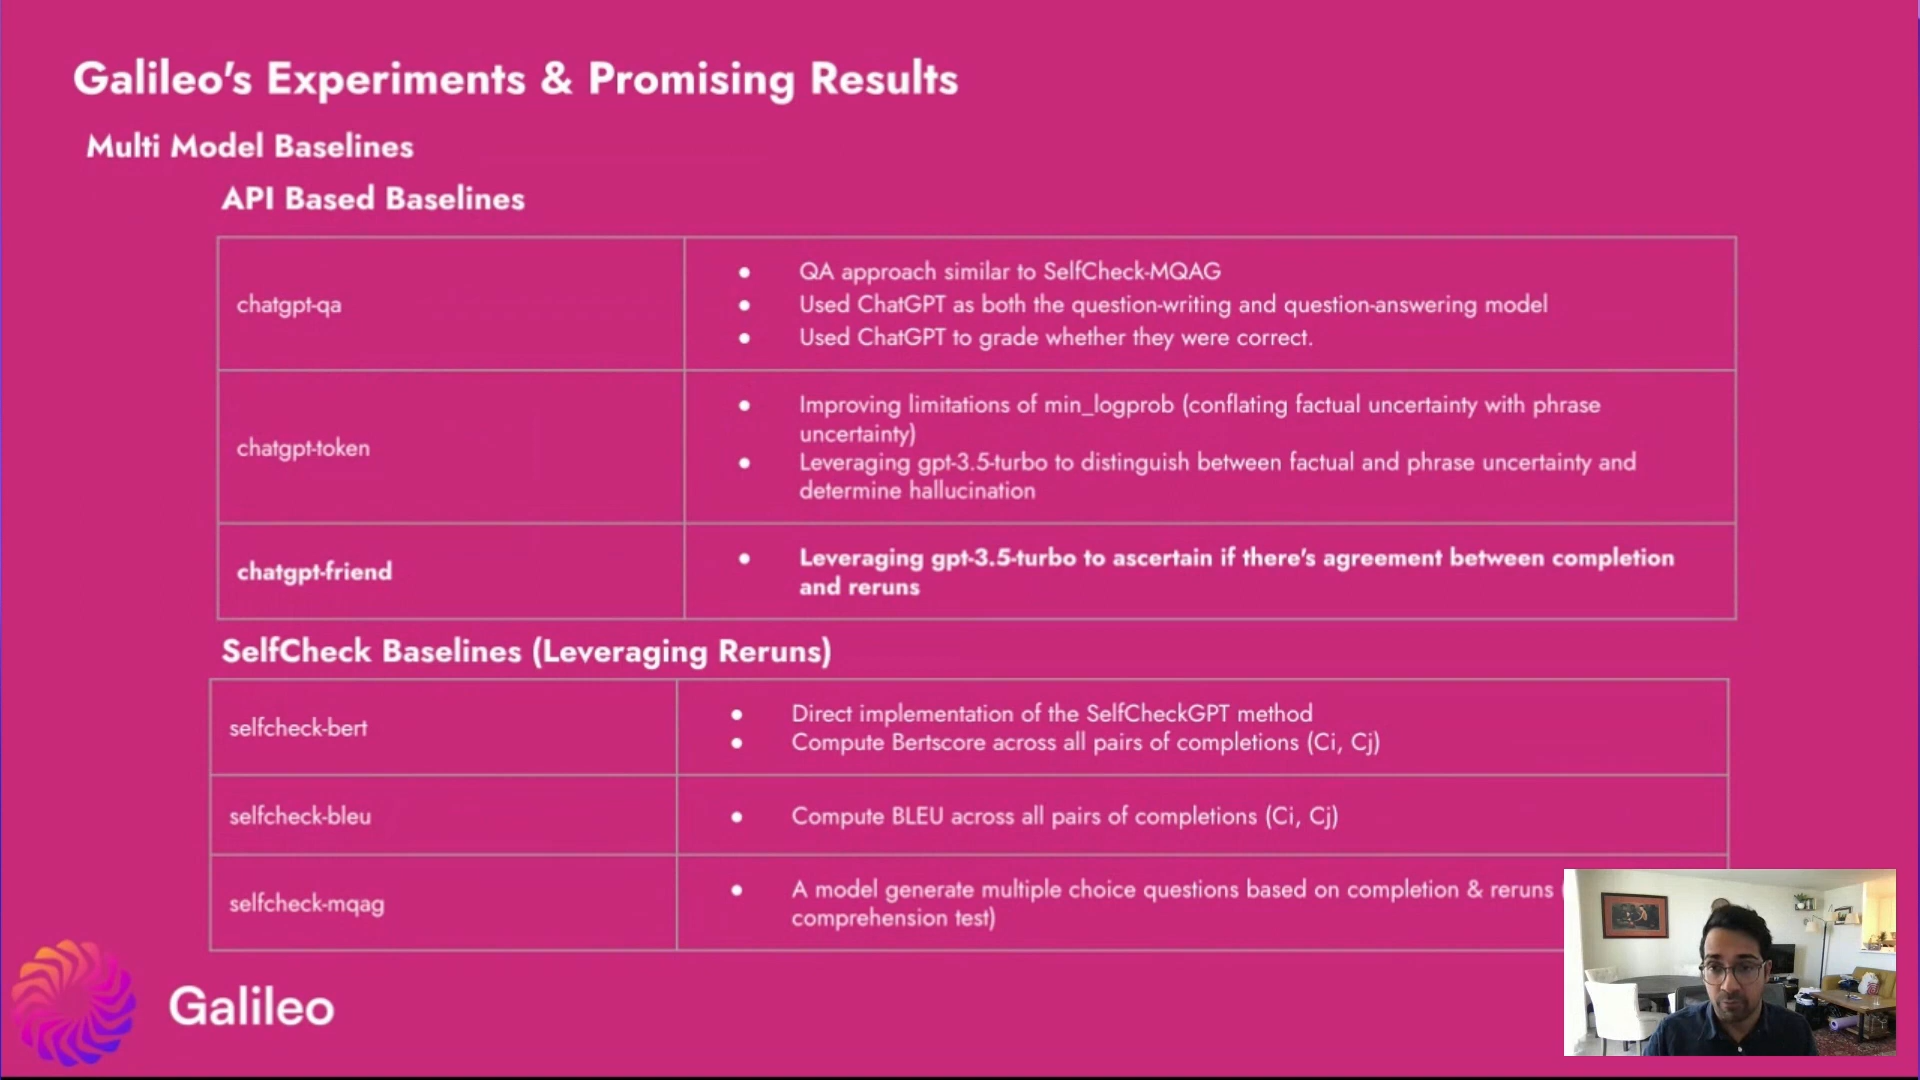 Galileo's Experiments & Promising Results
Multi Model Baselines
API Based Baselines
chatgpt-qa
● QA approach similar to SelfCheck-MQAG
● Used ChatGPT as both the question-writing and question-answering model
● Used ChatGPT to grade whether they were correct.
chatgpt-token
● Improving limitations of min_logprob (conflating factual uncertainty with phrase
uncertainty)
● Leveraging gpt-3.5-turbo to distinguish between factual and phrase uncertainty and
determine hallucination
chatgpt-friend
● Leveraging gpt-3.5-turbo to ascertain if there's agreement between completion
and reruns
SelfCheck Baselines (Leveraging Reruns)
selfcheck-bert
● Direct implementation of the SelfCheckGPT method
● Compute Bertscore across all pairs of completions (Ci, Cj)
selfcheck-bleu
● Compute BLEU across all pairs of completions (Ci, Cj)
selfcheck-mqag
● A model generate multiple choice questions based on completion & reruns (
comprehension test)
Galileo